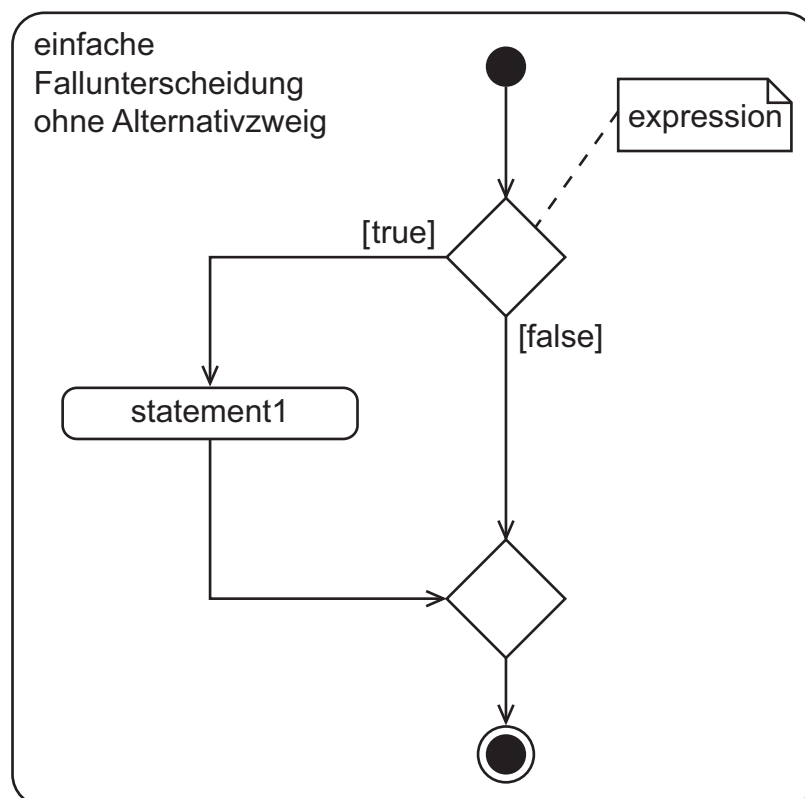 einfache
Fallunterscheidung
ohne Alternativzweig
expression
[true]
[false]
statement1